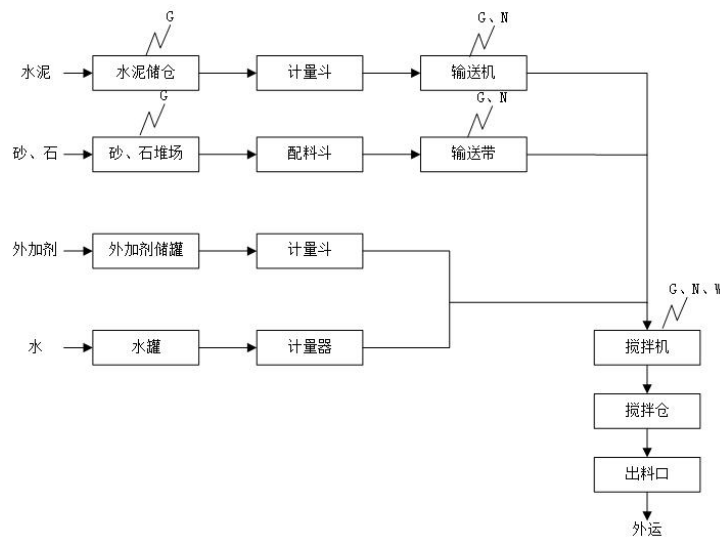 G
G、N
水泥
水泥储仓
计量斗
输送机
G
G、N
砂、石
砂、石堆场
配料斗
输送带
外加剂
外加剂储罐
计量斗
G、N、W
水
水罐
计量器
搅拌机
搅拌仓
出料口
外运